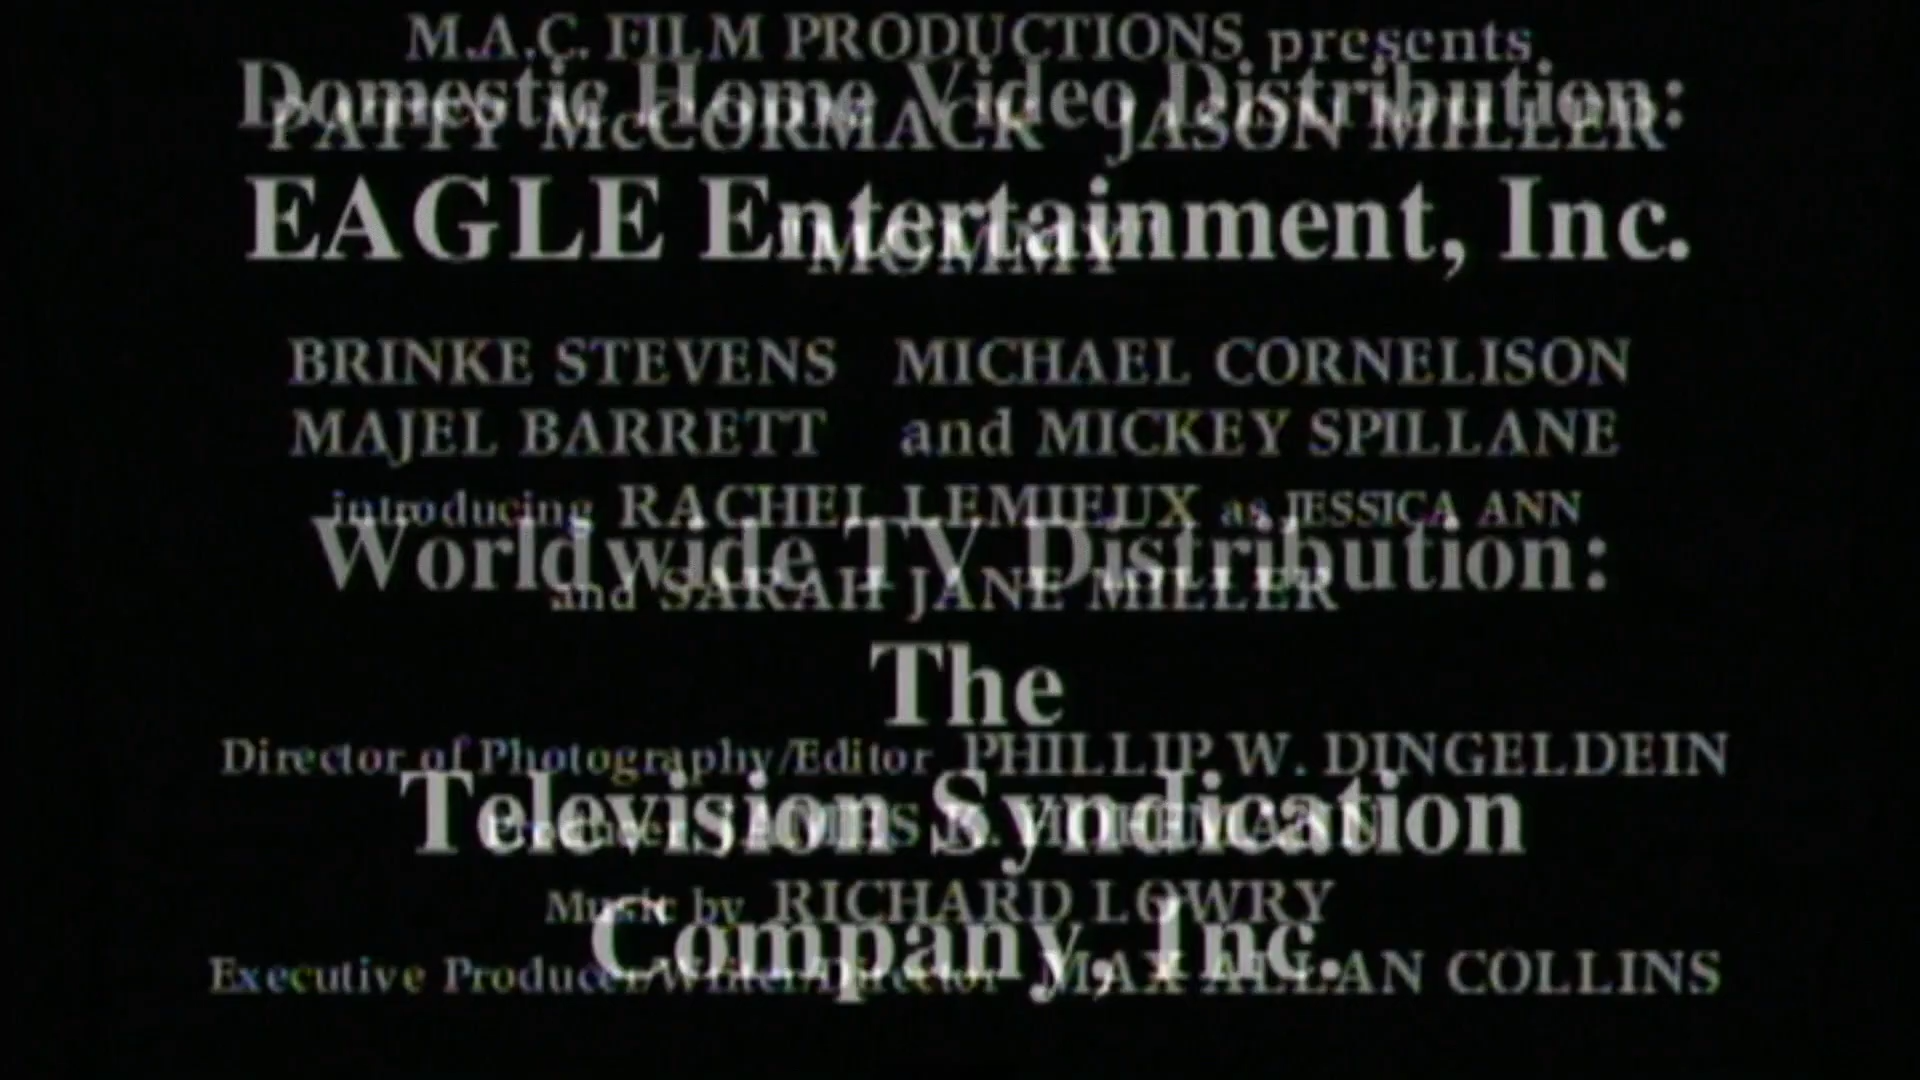 M.A.C. FILM PRODUCTIONS presents
Domestic Home Video Distribution:
PATTY McCORMACK JASON MILLER
EAGLE Entertainment, Inc.
"MOMMY"
BRINKE STEVENS MICHAEL CORNELISON
MAJEL BARRETT and MICKEY SPILLANE
introducing RACHEL LEMIEUX as JESSICA ANN
Worldwide TV Distribution:
and SARAH JANE MILLER
The
Director of Photography/Editor PHILLIP W. DINGELDEIN
Television Syndication
Producer JAMES K.
Music by RICHARD LOWRY
Company, Inc.
Executive Producer/Writer/Director MAX ALLAN COLLINS